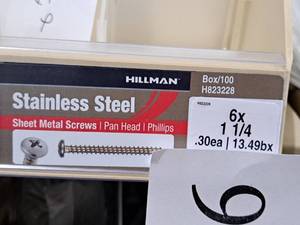 HILLMAN
Box/100
H823228
Stainless Steel
Sheet Metal Screws | Pan Head | Phillips
6x
1 1/4
.30ea | 13.49bx